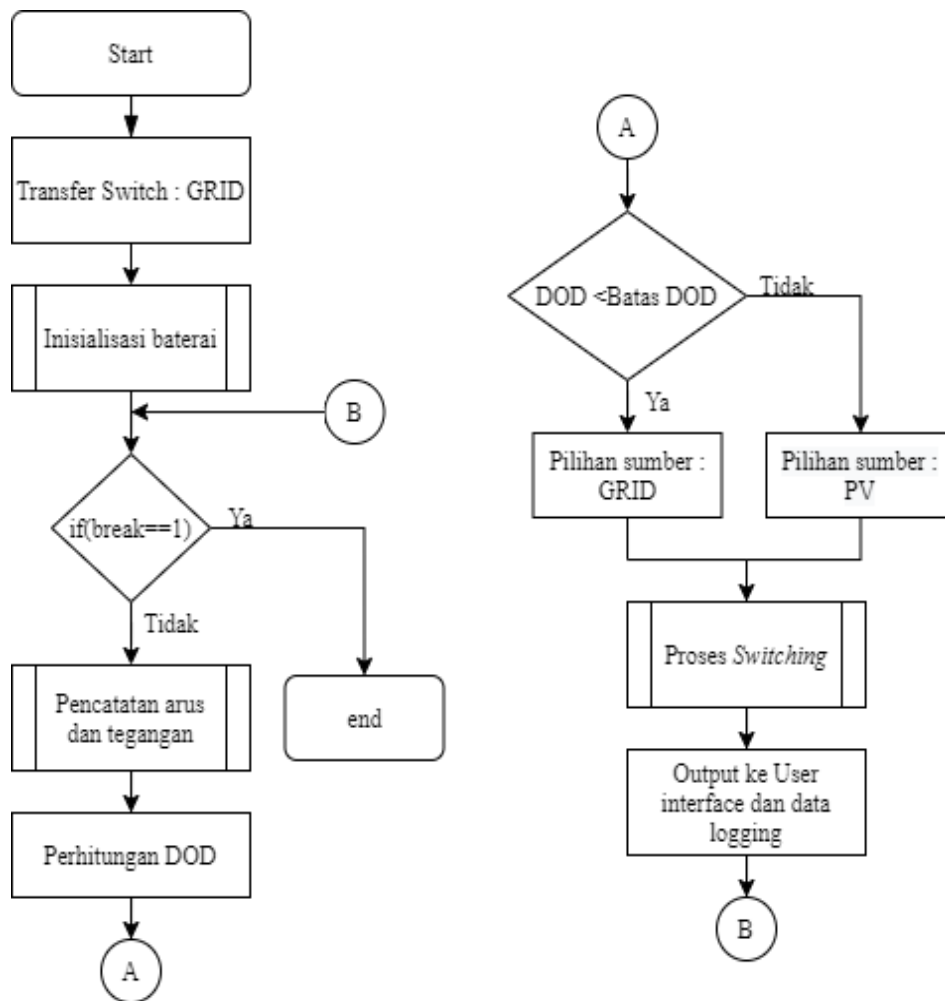 Start
Transfer Switch : GRID
Inisialisasi baterai
B
if(break==1)
Ya
Tidak
Pencatatan arus
dan tegangan
end
Perhitungan DOD
A
A
DOD <Batas DOD
Tidak
Ya
Pilihan sumber :
GRID
Pilihan sumber :
PV
Proses Switching
Output ke User
interface dan data
logging
B